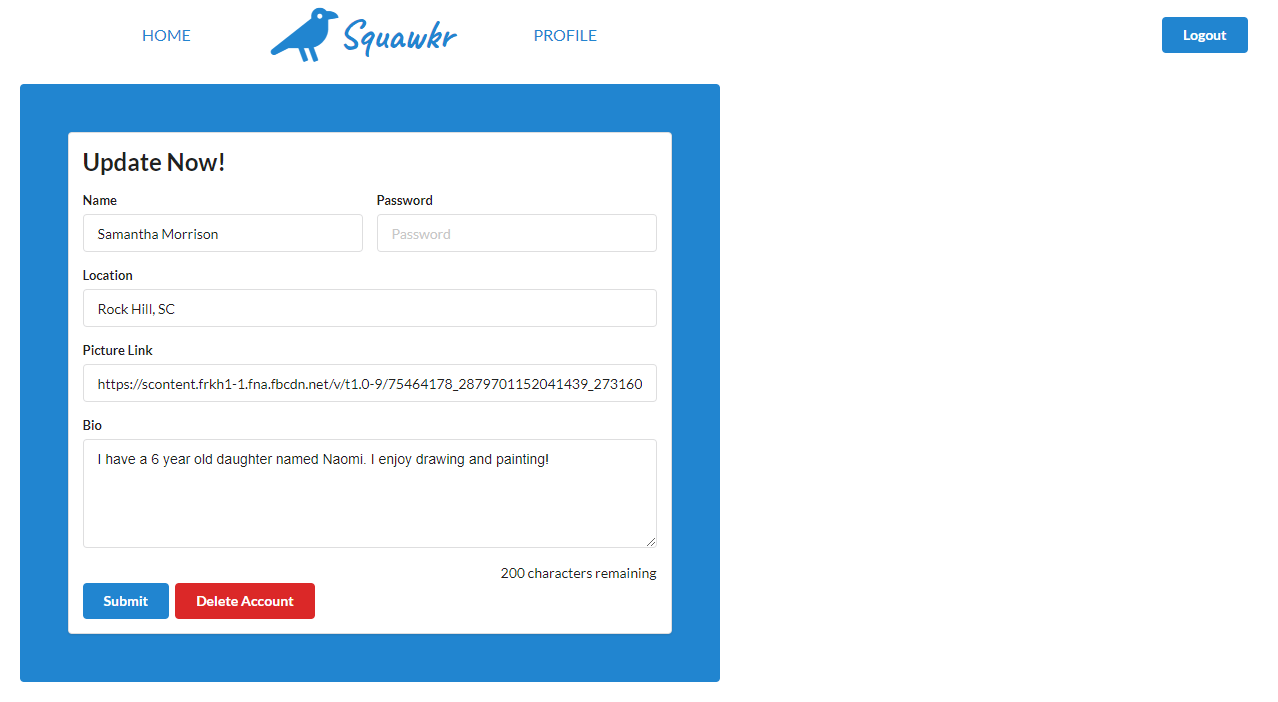 HOME
Squawkr
PROFILE
Logout
Update Now!
Name
Password
Samantha Morrison
Password
Location
Rock Hill, SC
Picture Link
https://scontent.frkh1-1.fna.fbcdn.net/v/t1.0-9/75464178_2879701152041439_273160
Bio
I have a 6 year old daughter named Naomi. I enjoy drawing and painting!
200 characters remaining
Submit
Delete Account